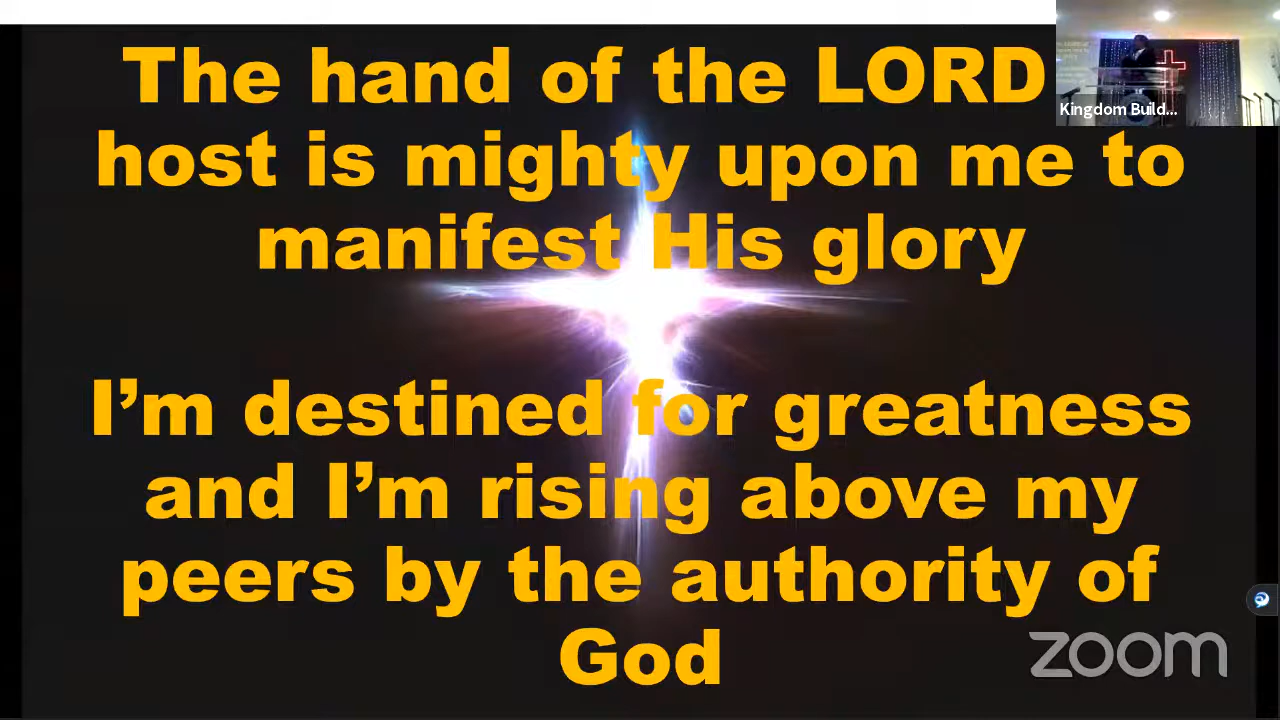 The hand of the LORD
host is mighty upon me to
manifest His glory
I’m destined for greatness
and I’m rising above my
peers by the authority of
God
Kingdom Build...
zoom